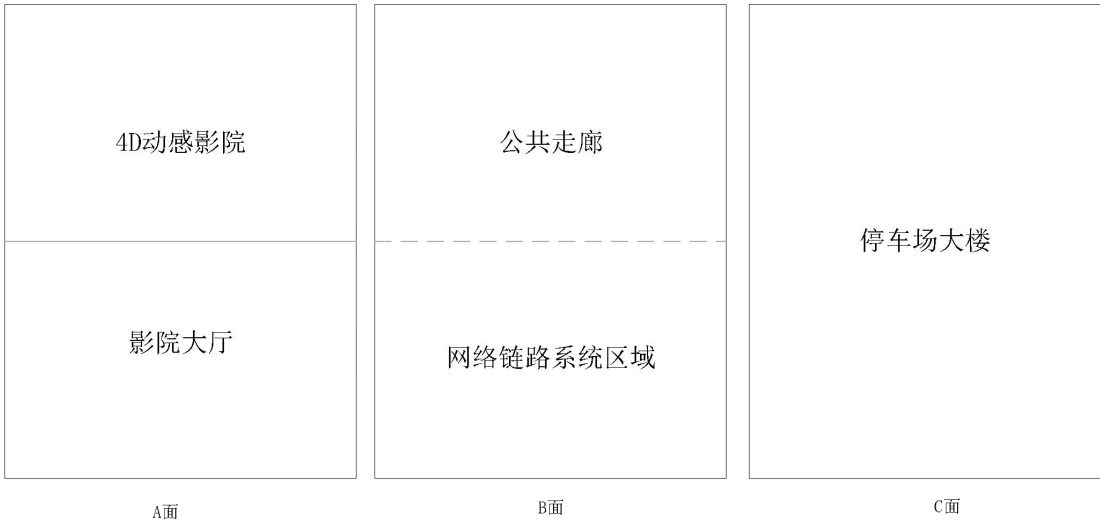 4D动感影院
公共走廊
停车场大楼
影院大厅
网络链路系统区域
A面
B面
C面